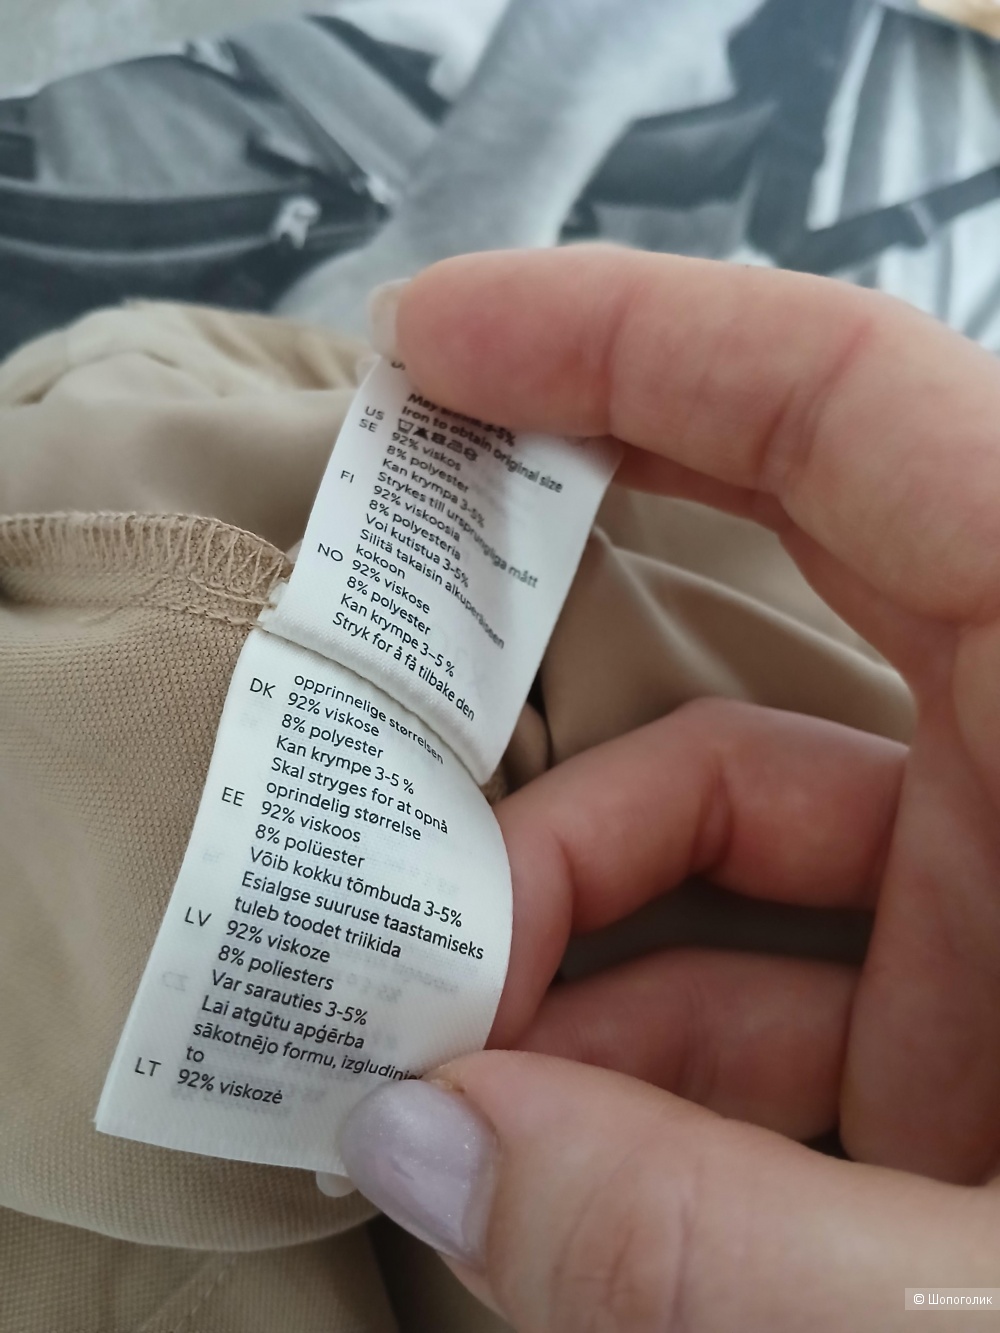 May 3-5%
Iron to obtain original size
US
SE
92% viskos
8% polyester
Kan krympa 3-5%
Strykes till ursprungliga mått
FI
92% viskoosia
8% polyesteria
Voi kutistua 3-5%
Silitä takaisin alkuperäiseen
kokoon
NO
92% viskose
8% polyester
Kan krympe 3–5 %
Stryk for å få tilbake den
opprinnelige størrelsen
DK
92% viskose
8% polyester
Kan krympe 3-5 %
Skal stryges for at opnå
oprindelig størrelse
EE
92% viskoos
8% polüester
Võib kokku tõmbuda 3-5%
Esialgse suuruse taastamiseks
tuleb toodet triikida
LV
92% viskoze
8% poliesters
Var sarauties 3-5%
Lai atgūtu apģērba
sākotnējo formu,
to
LT
92% viskozė
© Шопоголик